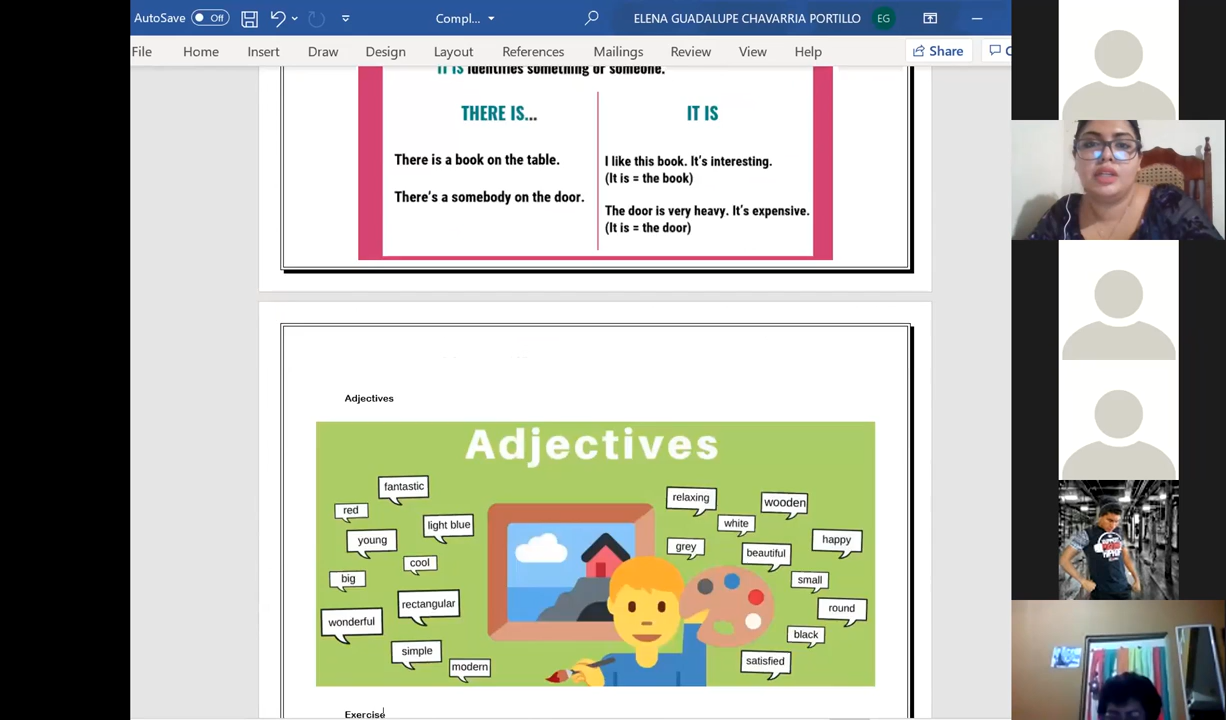 AutoSave Off Compl... ELENA GUADALUPE CHAVARRIA PORTILLO EG
File Home Insert Draw Design Layout References Mailings Review View Help Share
IT IS identifies something or someone.
THERE IS...
There is a book on the table.
There's a somebody on the door.
IT IS
I like this book. It's interesting.
(It is = the book)
The door is very heavy. It's expensive.
(It is = the door)
Adjectives
Adjectives
fantastic
red
light blue
young
cool
big
rectangular
wonderful
simple
modern
relaxing
wooden
white
happy
grey
beautiful
small
round
black
satisfied
Exercise